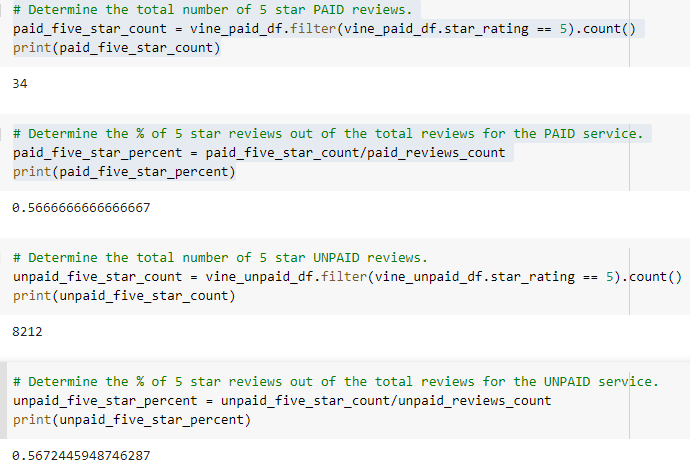 # Determine the total number of 5 star PAID reviews.
paid_five_star_count = vine_paid_df.filter(vine_paid_df.star_rating == 5).count()
print(paid_five_star_count)
34
# Determine the % of 5 star reviews out of the total reviews for the PAID service.
paid_five_star_percent = paid_five_star_count/paid_reviews_count
print(paid_five_star_percent)
0.5666666666666667
# Determine the total number of 5 star UNPAID reviews.
unpaid_five_star_count = vine_unpaid_df.filter(vine_unpaid_df.star_rating == 5).count()
print(unpaid_five_star_count)
8212
# Determine the % of 5 star reviews out of the total reviews for the UNPAID service.
unpaid_five_star_percent = unpaid_five_star_count/unpaid_reviews_count
print(unpaid_five_star_percent)
0.5672445948746287